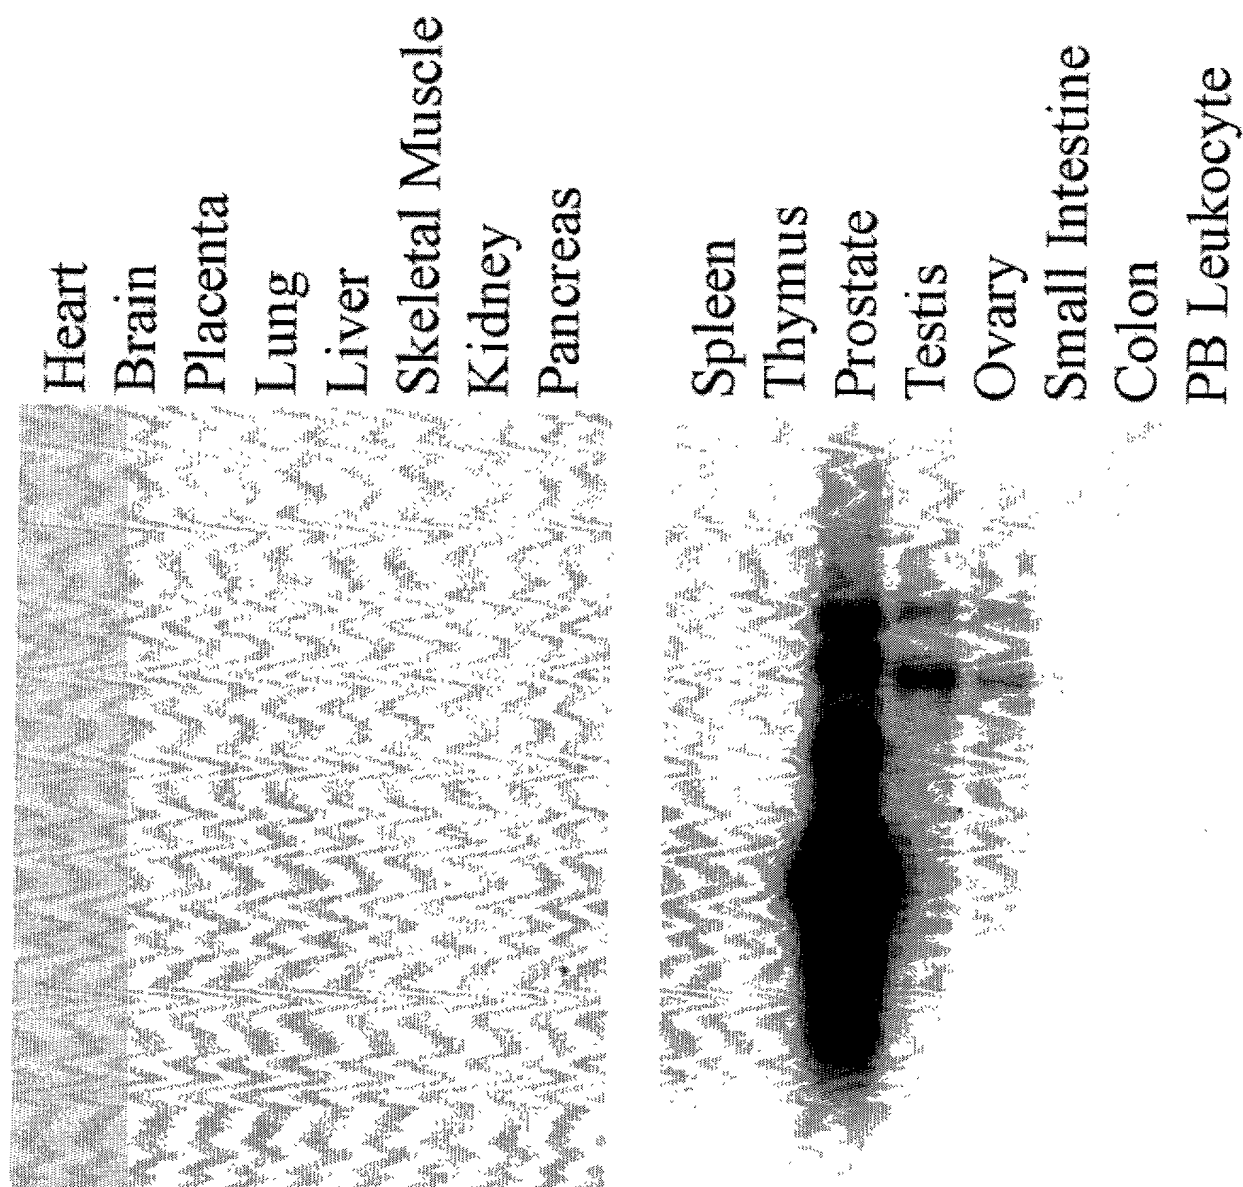 Heart
Brain
Placenta
Lung
Liver
Skeletal Muscle
Kidney
Pancreas
Spleen
Thymus
Prostate
Testis
Ovary
Small Intestine
Colon
PB Leukocyte